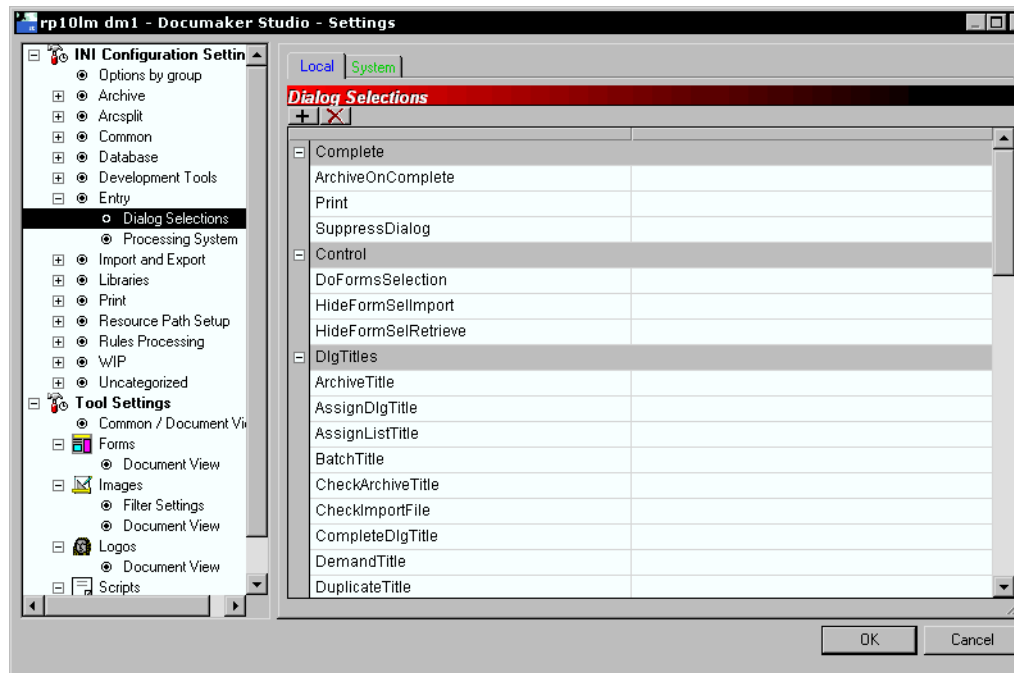 rp10lm dm1 - Documaker Studio - Settings
INI Configuration Settin
Options by group
Archive
Arcsplit
Common
Database
Development Tools
Entry
Dialog Selections
Processing System
Import and Export
Libraries
Print
Resource Path Setup
Rules Processing
WIP
Uncategorized
Tool Settings
Common / Document Vi
Forms
Document View
Images
Filter Settings
Document View
Logos
Document View
Scripts
Local
System
Dialog Selections
Complete
ArchiveOnComplete
Print
SuppressDialog
Control
DoFormsSelection
HideFormSelImport
HideFormSelRetrieve
DlgTitles
ArchiveTitle
AssignDlgTitle
AssignListTitle
BatchTitle
CheckArchiveTitle
CheckImportFile
CompleteDlgTitle
DemandTitle
DuplicateTitle
OK
Cancel